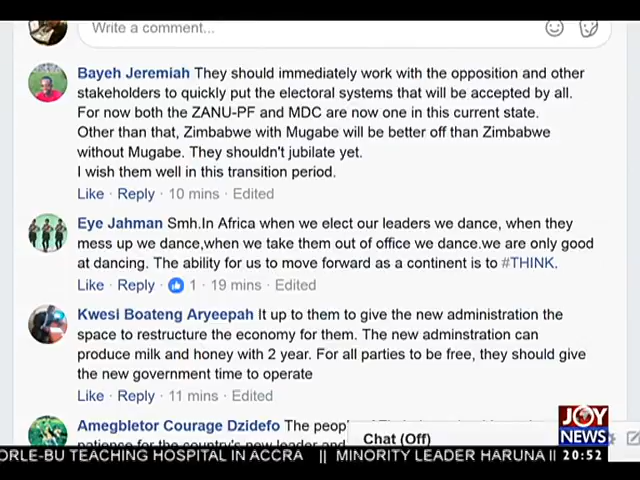 Write a comment...
Bayeh Jeremiah They should immediately work with the opposition and other
stakeholders to quickly put the electoral systems that will be accepted by all.
For now both the ZANU-PF and MDC are now one in this current state.
Other than that, Zimbabwe with Mugabe will be better off than Zimbabwe
without Mugabe. They shouldn't jubilate yet.
I wish them well in this transition period.
Like · Reply · 10 mins · Edited
Eye Jahman Smh.In Africa when we elect our leaders we dance, when they
mess up we dance,when we take them out of office we dance.we are only good
at dancing. The ability for us to move forward as a continent is to #THINK.
Like · Reply · 1 · 19 mins · Edited
Kwesi Boateng Aryeepah It up to them to give the new administration the
space to restructure the economy for them. The new adminstration can
produce milk and honey with 2 year. For all parties to be free, they should give
the new government time to operate
Like · Reply · 11 mins · Edited
Amegbletor Courage Dzidefo The
patience for the country's new leader and
Chat (Off)
JOY
NEWS
ORLE-BU TEACHING HOSPITAL IN ACCRA || MINORITY LEADER HARUNA II 20:52